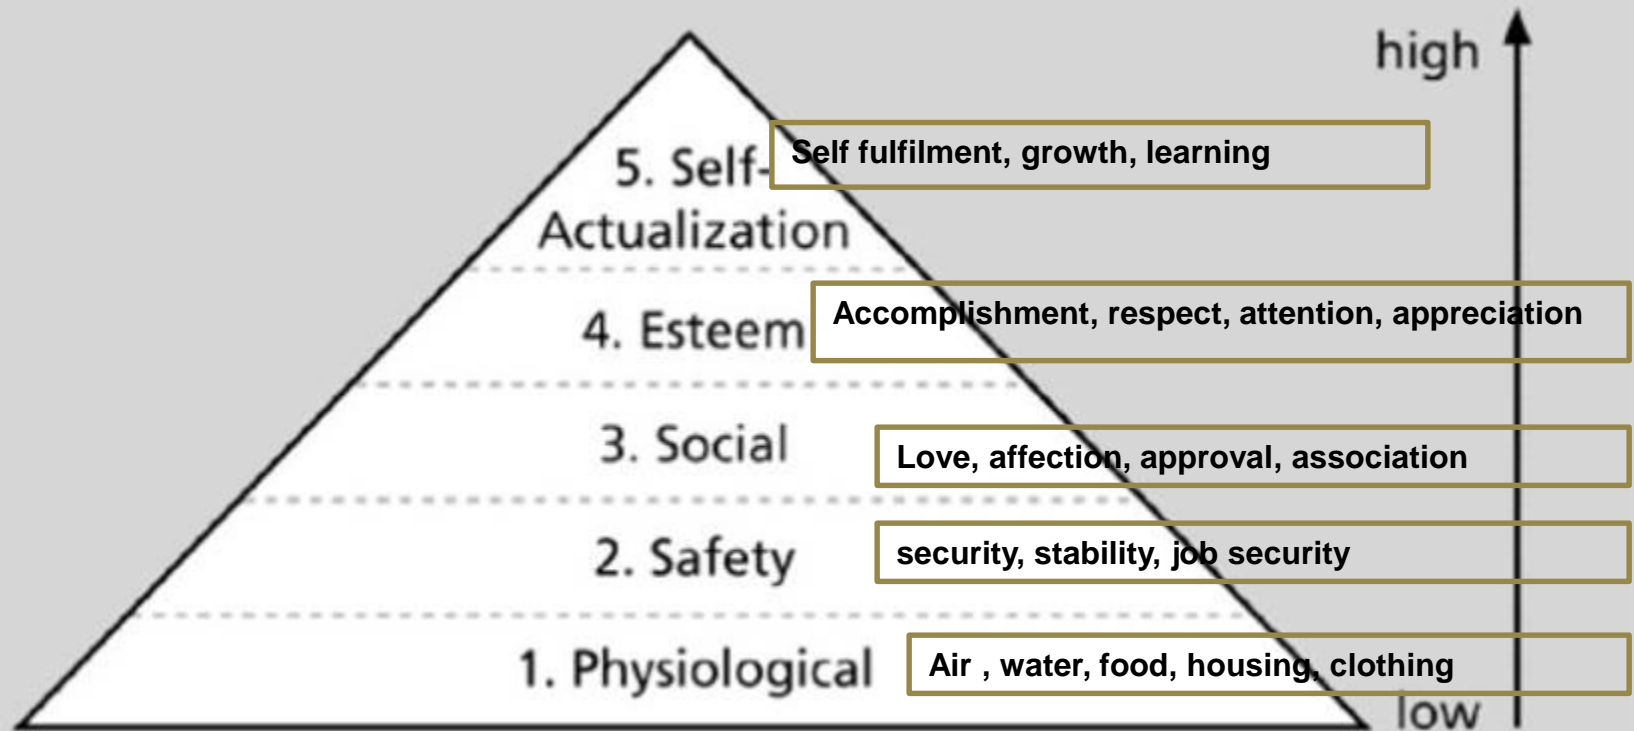 high
5. Self-
Actualization
Self fulfilment, growth, learning
4. Esteem
Accomplishment, respect, attention, appreciation
3. Social
Love, affection, approval, association
2. Safety
security, stability, job security
1. Physiological
Air , water, food, housing, clothing
low